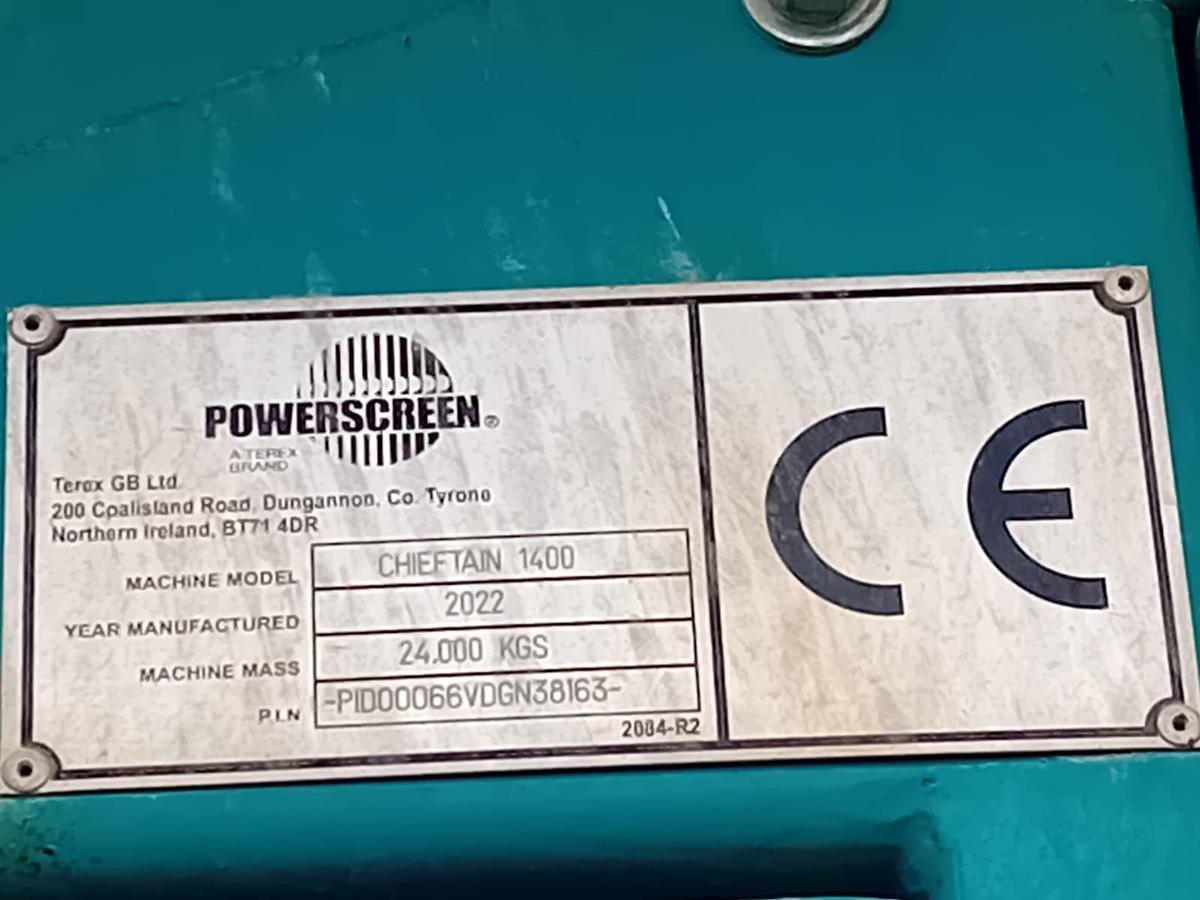 POWERSCREEN®
A TEREX
BRAND
Terex GB Ltd.
200 Coalisland Road, Dungannon, Co. Tyrone
Northern Ireland, BT71 4DR
MACHINE MODEL CHIEFTAIN 1400
YEAR MANUFACTURED 2022
MACHINE MASS 24,000 KGS
P.I.N -PID00066VDGN38163-
2084-R2
CE